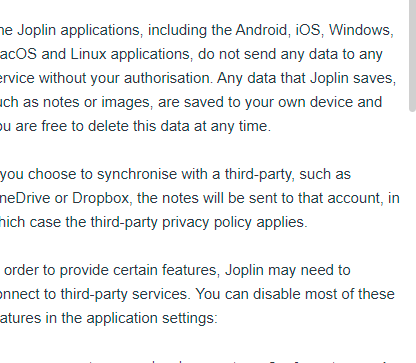 he Joplin applications, including the Android, iOS, Windows,
acOS and Linux applications, do not send any data to any
ervice without your authorisation. Any data that Joplin saves,
uch as notes or images, are saved to your own device and
ou are free to delete this data at any time.
you choose to synchronise with a third-party, such as
neDrive or Dropbox, the notes will be sent to that account, in
hich case the third-party privacy policy applies.
order to provide certain features, Joplin may need to
onnect to third-party services. You can disable most of these
atures in the application settings: